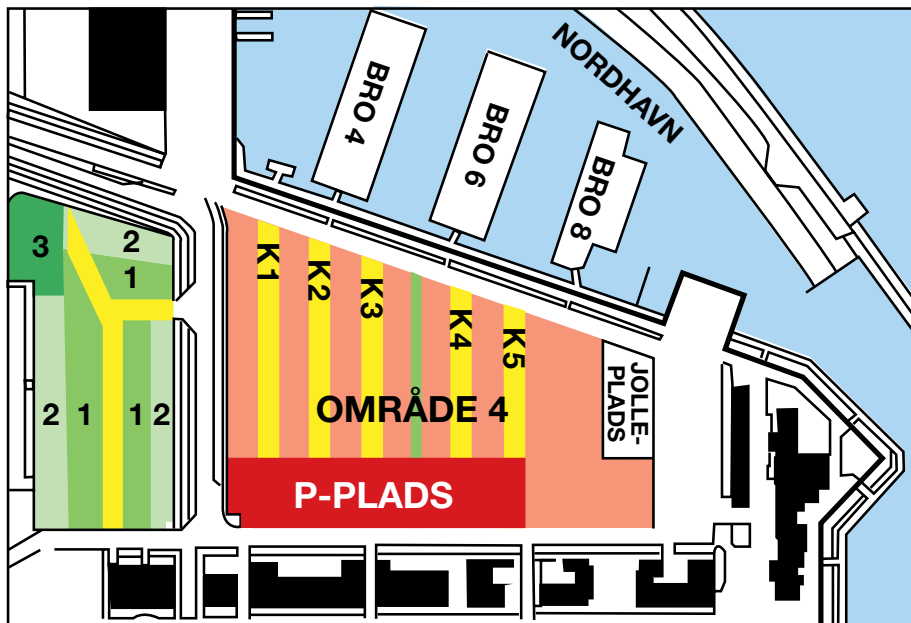 NORDHAVN
BRO 4
BRO 6
BRO 8
3
2
1
K1
K2
K3
K4
K5
JOLLE-
PLADS
2
1
1
2
OMRÅDE 4
P-PLADS